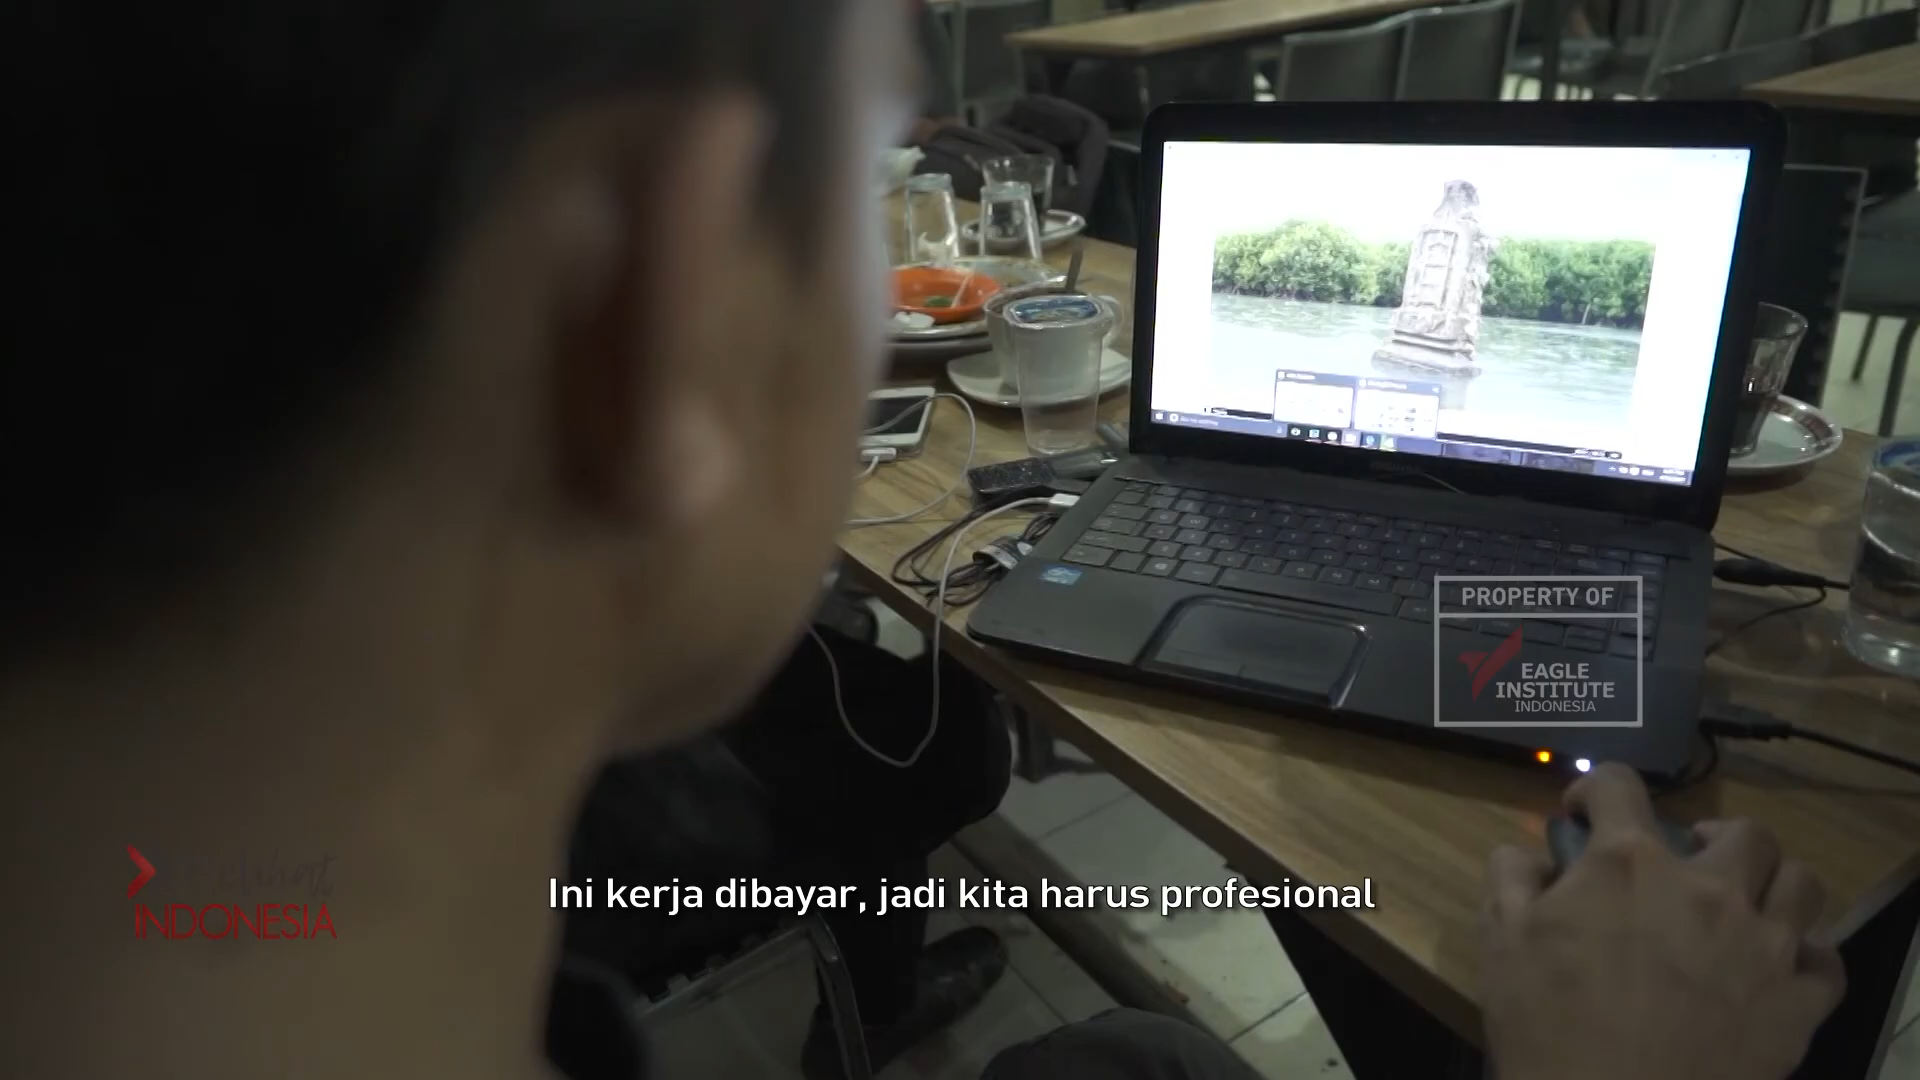 PROPERTY OF
EAGLE
INSTITUTE
INDONESIA
INDONESIA
Ini kerja dibayar, jadi kita harus profesional